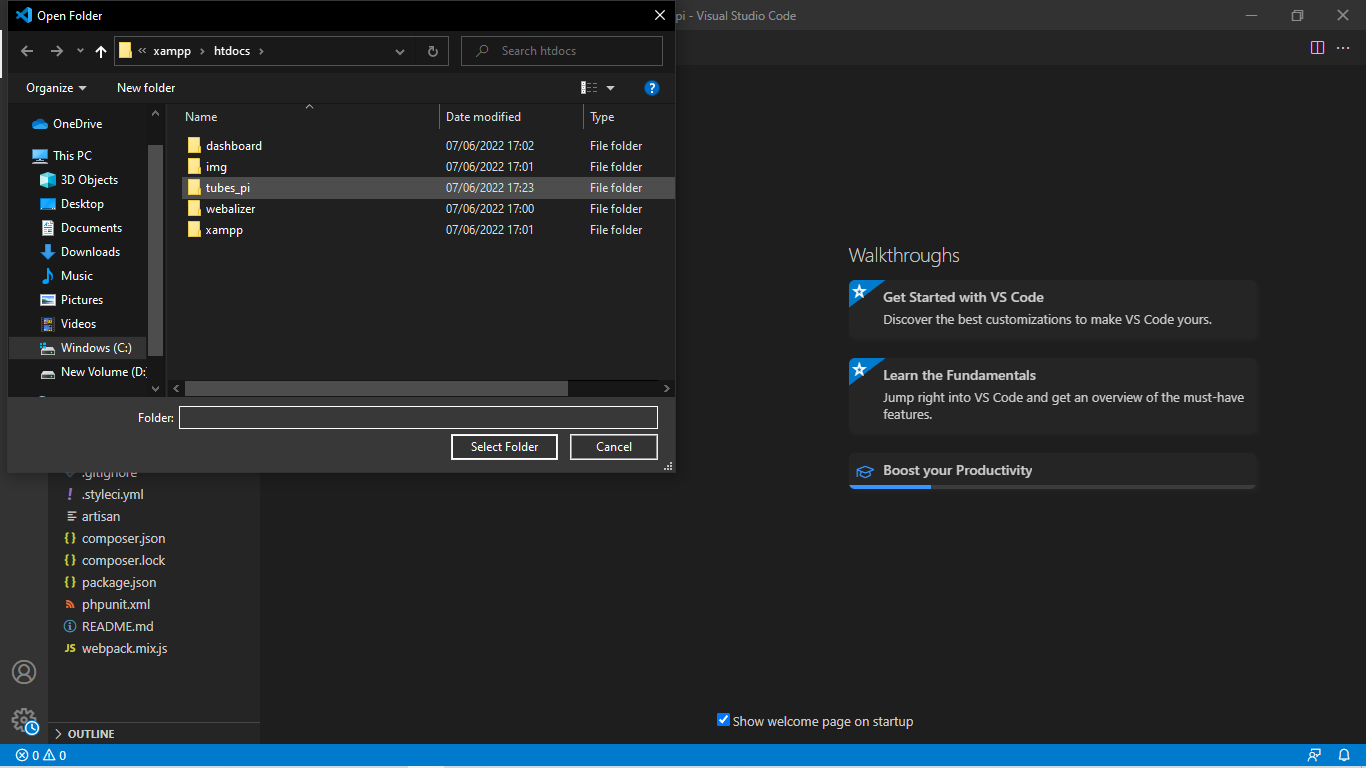 Open Folder
pi - Visual Studio Code
« xampp › htdocs ›
Search htdocs
Organize
New folder
?
Name
Date modified
Type
OneDrive
This PC
3D Objects
Desktop
Documents
Downloads
Music
Pictures
Videos
Windows (C:)
New Volume (D:
dashboard 07/06/2022 17:02 File folder
img 07/06/2022 17:01 File folder
tubes_pi 07/06/2022 17:23 File folder
webalizer 07/06/2022 17:00 File folder
xampp 07/06/2022 17:01 File folder
Folder:
Select Folder
Cancel
.gitignore
! .styleci.yml
artisan
{} composer.json
{} composer.lock
{} package.json
phpunit.xml
README.md
JS webpack.mix.js
OUTLINE
Walkthroughs
Get Started with VS Code
Discover the best customizations to make VS Code yours.
Learn the Fundamentals
Jump right into VS Code and get an overview of the must-have
features.
Boost your Productivity
Show welcome page on startup
0 0